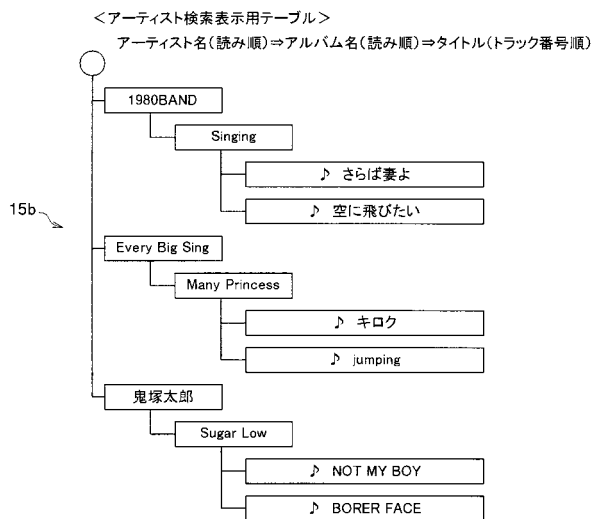 ＜アーティスト検索表示用テーブル＞
アーティスト名(読み順)⇒アルバム名(読み順)⇒タイトル(トラック番号順)
1980BAND
Singing
♪ さらば妻よ
♪ 空に飛びたい
15b
Every Big Sing
Many Princess
♪ キロク
♪ jumping
鬼塚太郎
Sugar Low
♪ NOT MY BOY
♪ BORER FACE